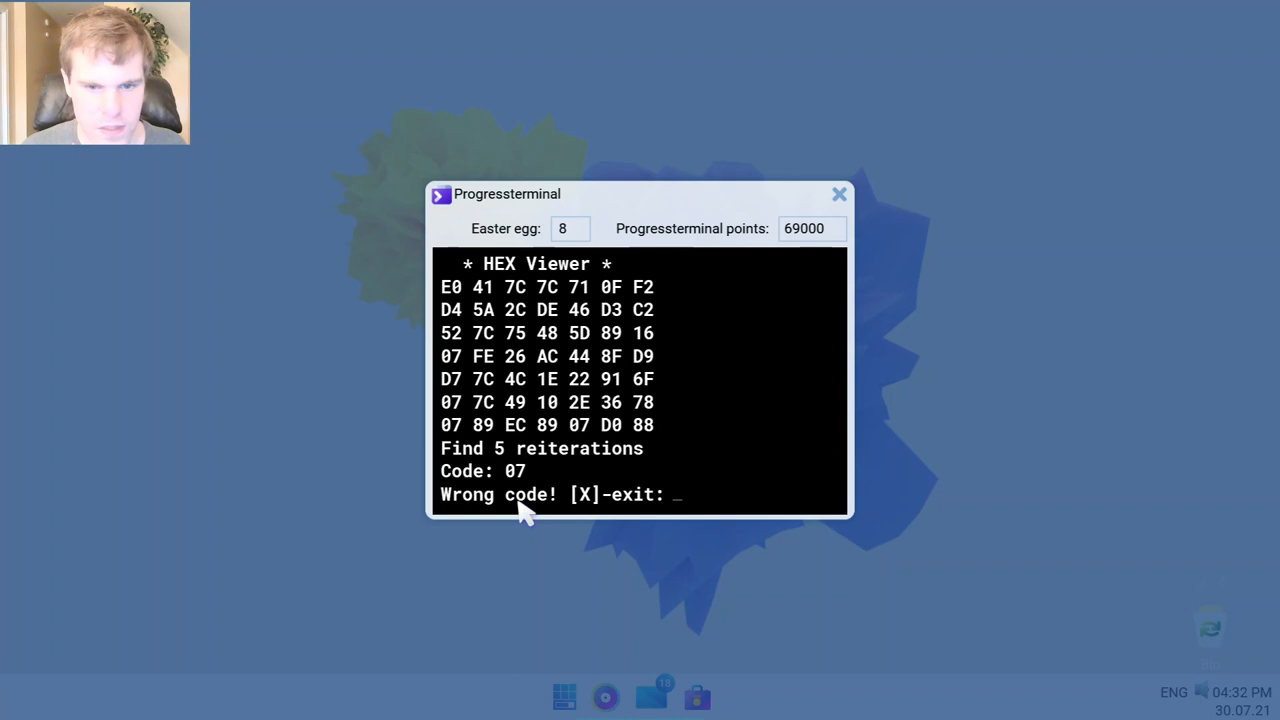 Progressterminal
Easter egg: 8 Progressterminal points: 69000
* HEX Viewer *
E0 41 7C 7C 71 0F F2
D4 5A 2C DE 46 D3 C2
52 7C 75 48 5D 89 16
07 FE 26 AC 44 8F D9
D7 7C 4C 1E 22 91 6F
07 7C 49 10 2E 36 78
07 89 EC 89 07 D0 88
Find 5 reiterations
Code: 07
Wrong code! [X]-exit: _
Bin
18
ENG 04:32 PM
30.07.21